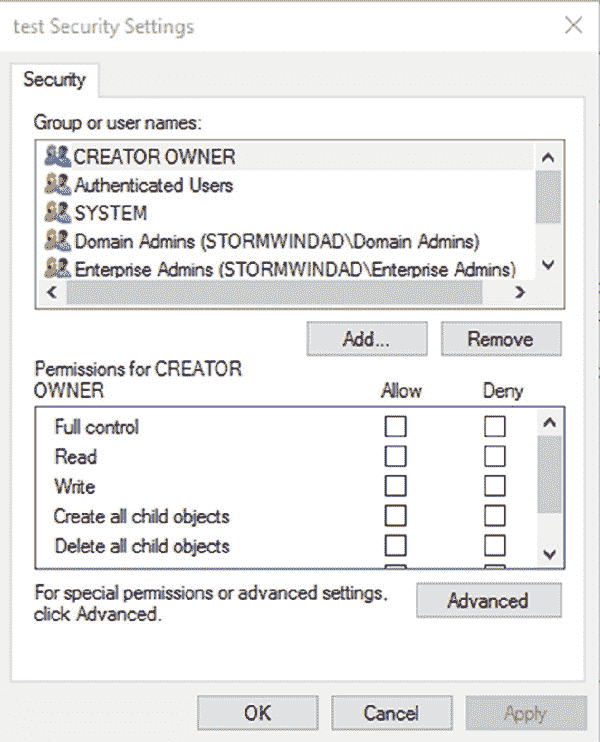 test Security Settings
Security
Group or user names:
CREATOR OWNER
Authenticated Users
SYSTEM
Domain Admins (STORMWINDAD\Domain Admins)
Enterprise Admins (STORMWINDAD\Enterprise Admins)
Add... Remove
Permissions for CREATOR
OWNER Allow Deny
Full control
Read
Write
Create all child objects
Delete all child objects
For special permissions or advanced settings,
click Advanced. Advanced
OK Cancel Apply